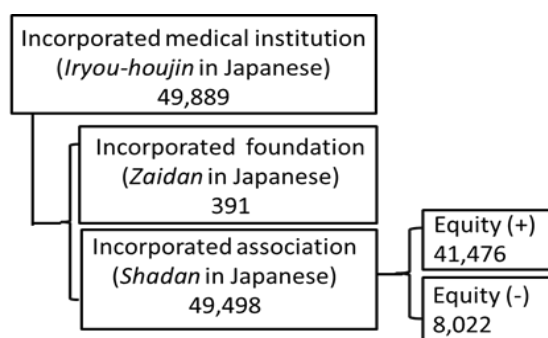 Incorporated medical institution
(Iryou-houjin in Japanese)
49,889
Incorporated foundation
(Zaidan in Japanese)
391
Incorporated association
(Shadan in Japanese)
49,498
Equity (+)
41,476
Equity (-)
8,022